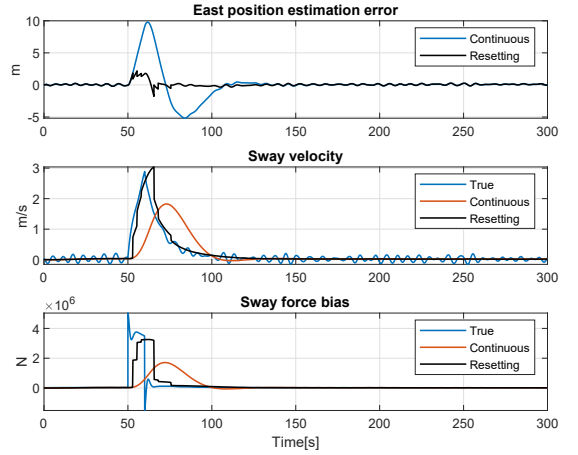 East position estimation error
10
5
0
-5
m
Continuous
Resetting
0 50 100 150 200 250 300
Sway velocity
3
2
1
0
m/s
True
Continuous
Resetting
0 50 100 150 200 250 300
Sway force bias
×10⁶
4
2
0
N
True
Continuous
Resetting
0 50 100 150 200 250 300
Time[s]